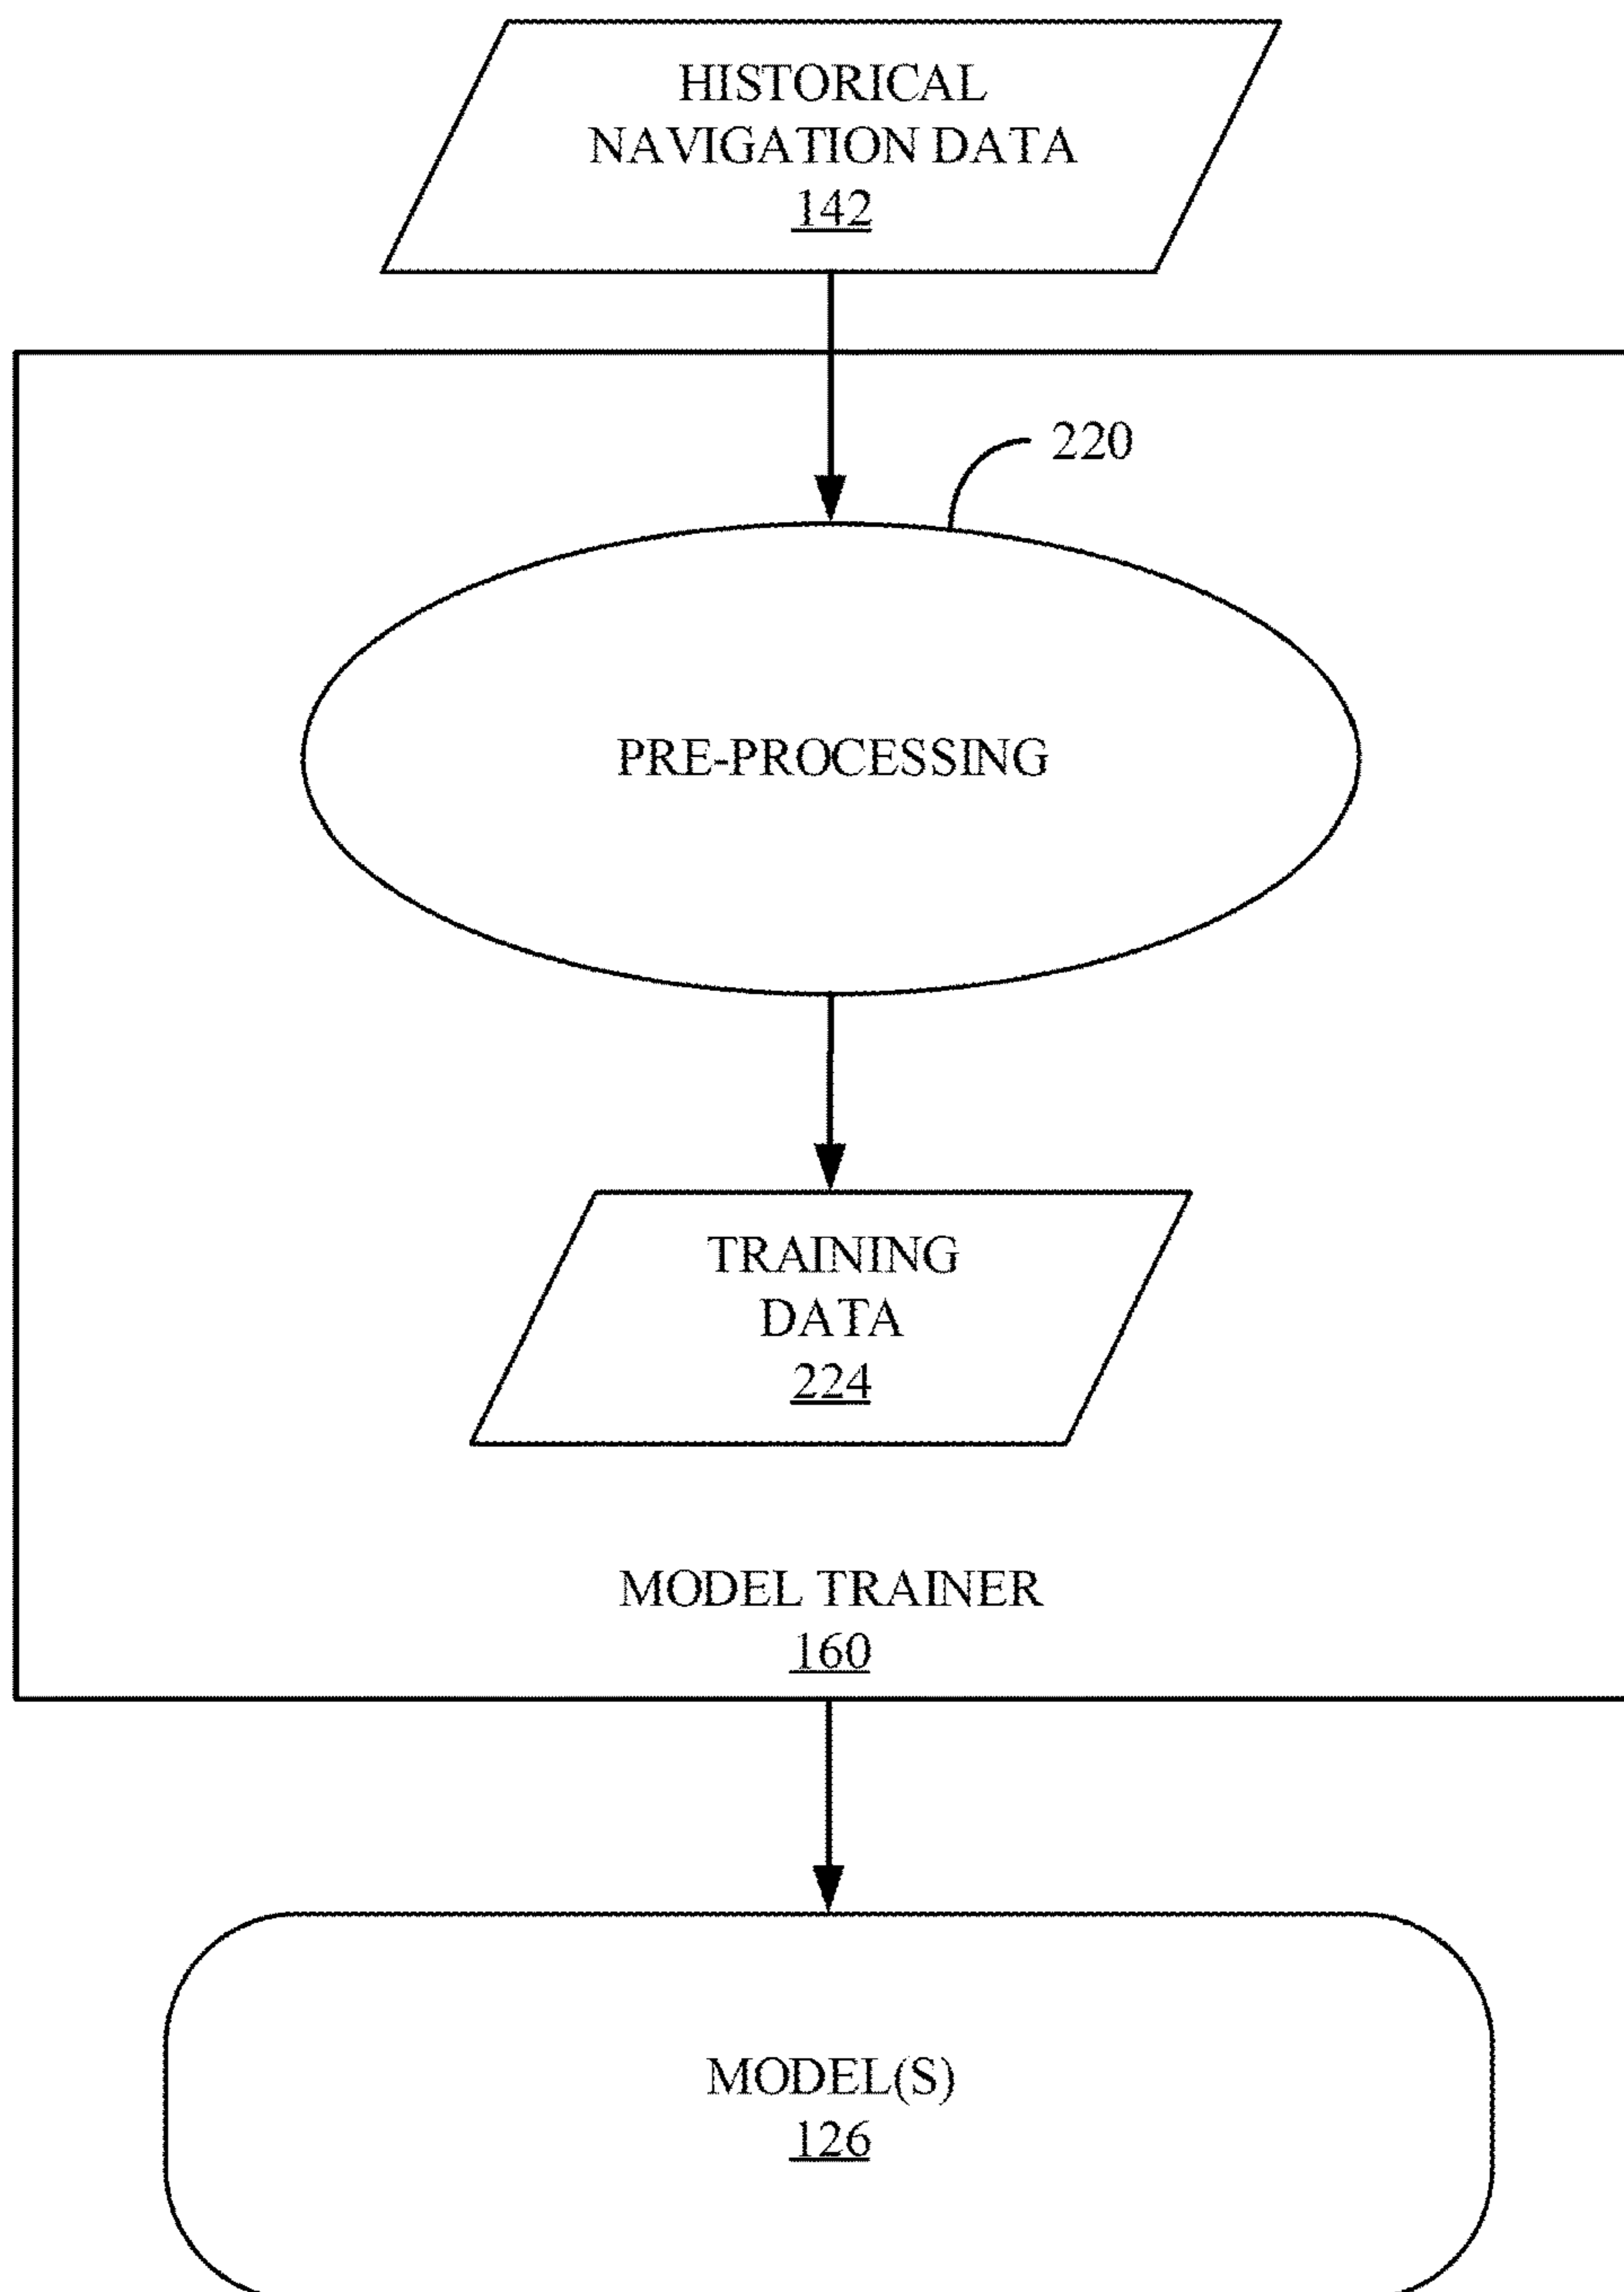 HISTORICAL
NAVIGATION DATA
142
220
PRE-PROCESSING
TRAINING
DATA
224
MODEL TRAINER
160
MODEL(S)
126